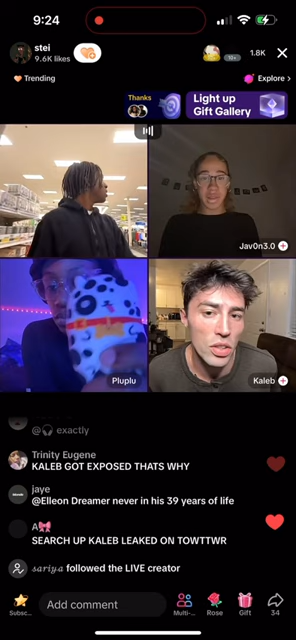 9:24
stei
9.6K likes
12+
1.8K
Trending
Explore >
Thanks
Light up
Gift Gallery
Jav0n3.0
Pluplu
Kaleb
exactly
Trinity Eugene
KALEB GOT EXPOSED THATS WHY
jaye
@Elleon Dreamer never in his 39 years of life
A🎀
SEARCH UP KALEB LEAKED ON TOWTTWR
sariya followed the LIVE creator
Add comment
Subsc...
Multi-...
Rose
Gift
34